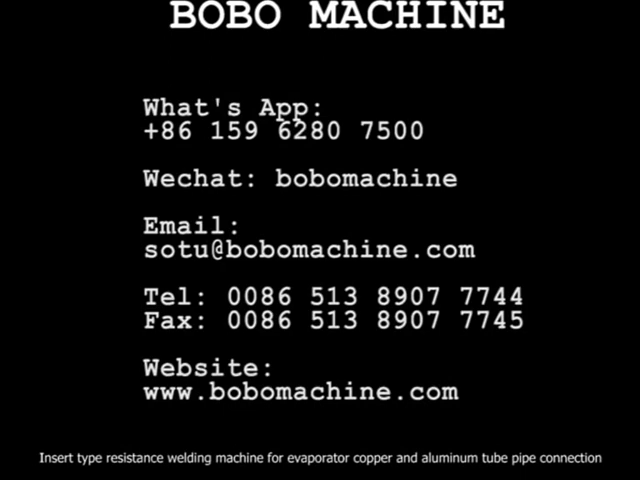 BOBO MACHINE
What's App:
+86 159 6280 7500
Wechat: bobomachine
Email:
sotu@bobomachine.com
Tel: 0086 513 8907 7744
Fax: 0086 513 8907 7745
Website:
www.bobomachine.com
Insert type resistance welding machine for evaporator copper and aluminum tube pipe connection